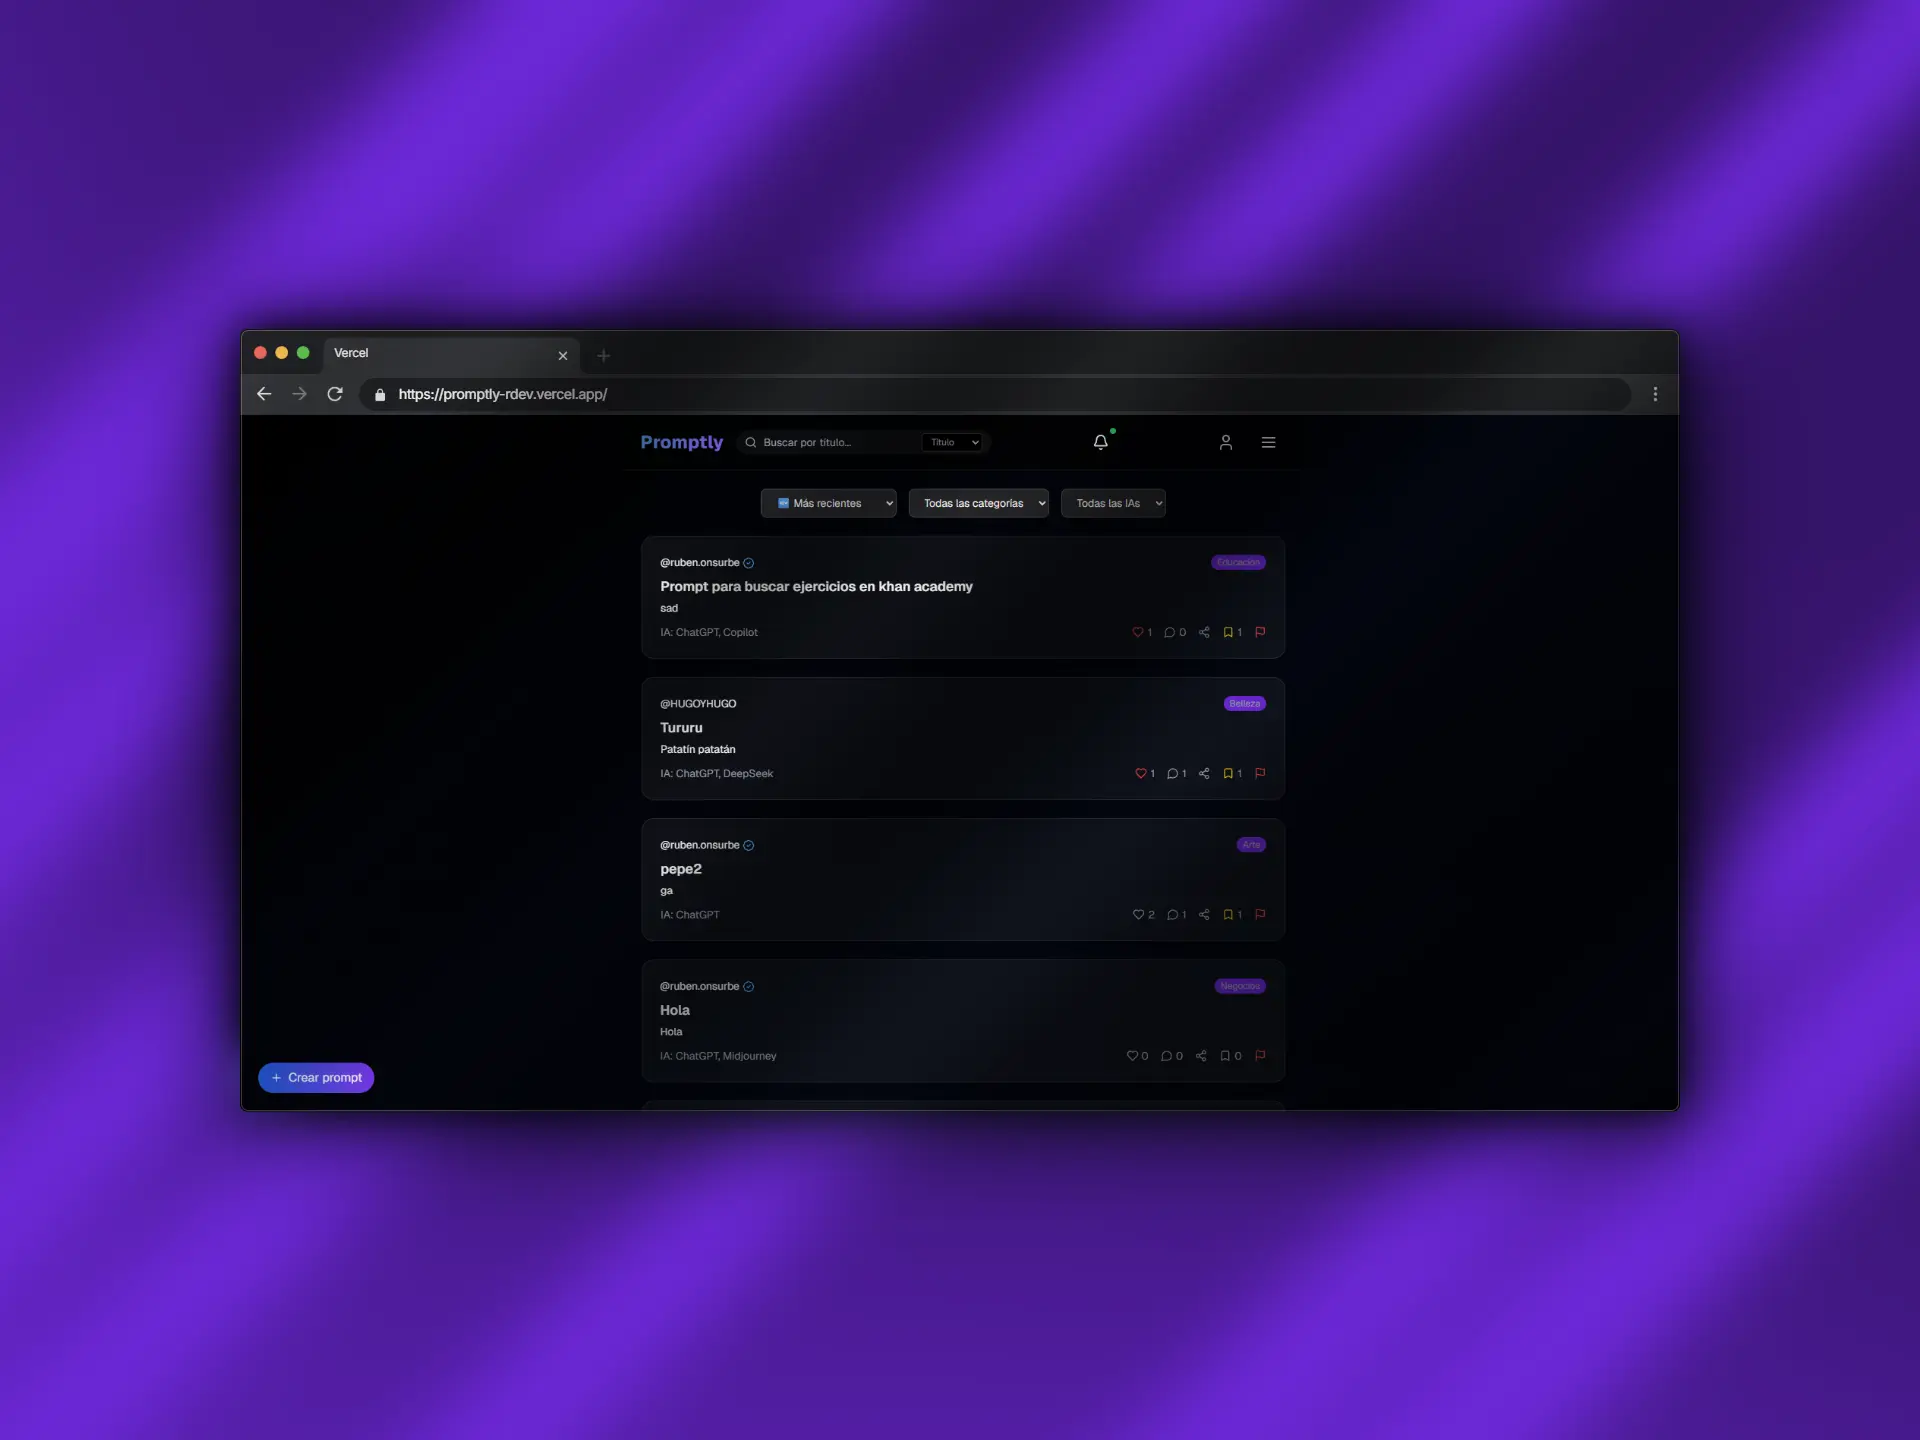 Vercel
https://promptly-rdev.vercel.app/
Promptly
Buscar por título...
Título
Más recientes
Todas las categorías
Todas las IAs
@ruben.onsurbe
Educación
Prompt para buscar ejercicios en khan academy
sad
IA: ChatGPT, Copilot
1 0 1
@HUGOYHUGO
Belleza
Tururu
Patatín patatán
IA: ChatGPT, DeepSeek
1 1 1
@ruben.onsurbe
Arte
pepe2
ga
IA: ChatGPT
2 1 1
@ruben.onsurbe
Negocios
Hola
Hola
IA: ChatGPT, Midjourney
0 0 0
+ Crear prompt